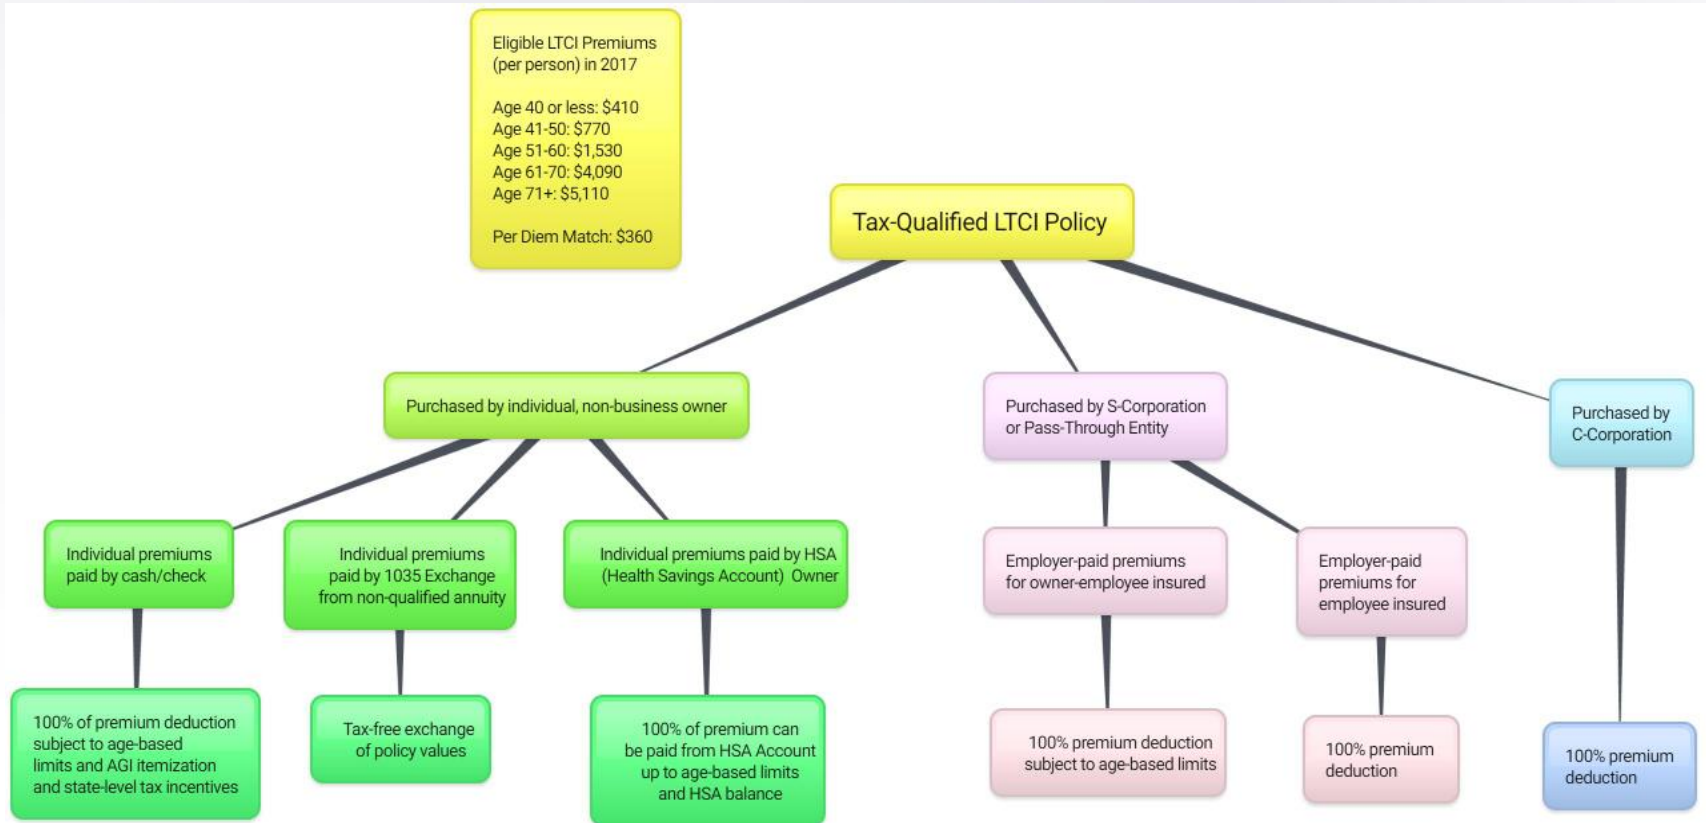 Eligible LTCI Premiums
(per person) in 2017
Age 40 or less: $410
Age 41-50: $770
Age 51-60: $1,530
Age 61-70: $4,090
Age 71+: $5,110
Per Diem Match: $360
Tax-Qualified LTCI Policy
Purchased by individual, non-business owner
Purchased by S-Corporation
or Pass-Through Entity
Purchased by
C-Corporation
Individual premiums
paid by cash/check
Individual premiums
paid by 1035 Exchange
from non-qualified annuity
Individual premiums paid by HSA
(Health Savings Account) Owner
Employer-paid premiums
for owner-employee insured
Employer-paid
premiums for
employee insured
100% of premium deduction
subject to age-based
limits and AGI itemization
and state-level tax incentives
Tax-free exchange
of policy values
100% of premium can
be paid from HSA Account
up to age-based limits
and HSA balance
100% premium deduction
subject to age-based limits
100% premium
deduction
100% premium
deduction